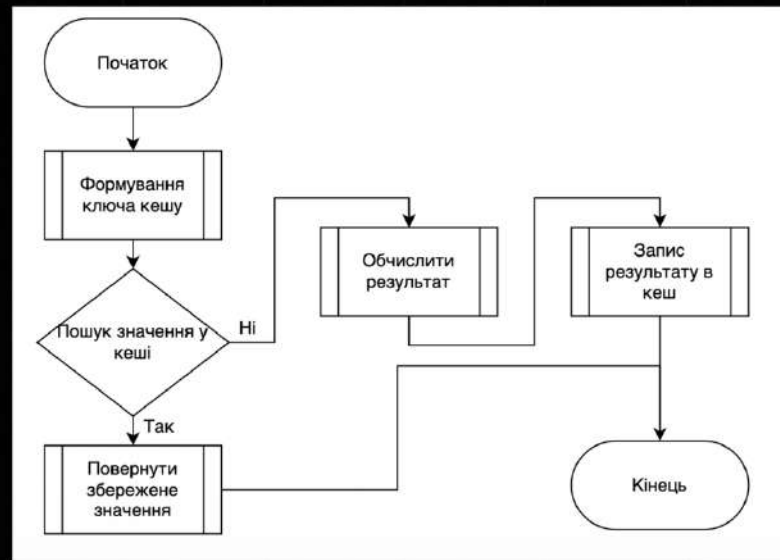 Початок
Формування
ключа кешу
Пошук значення у
кеші
Ні
Так
Повернути
збережене
значення
Обчислити
результат
Запис
результату в
кеш
Кінець